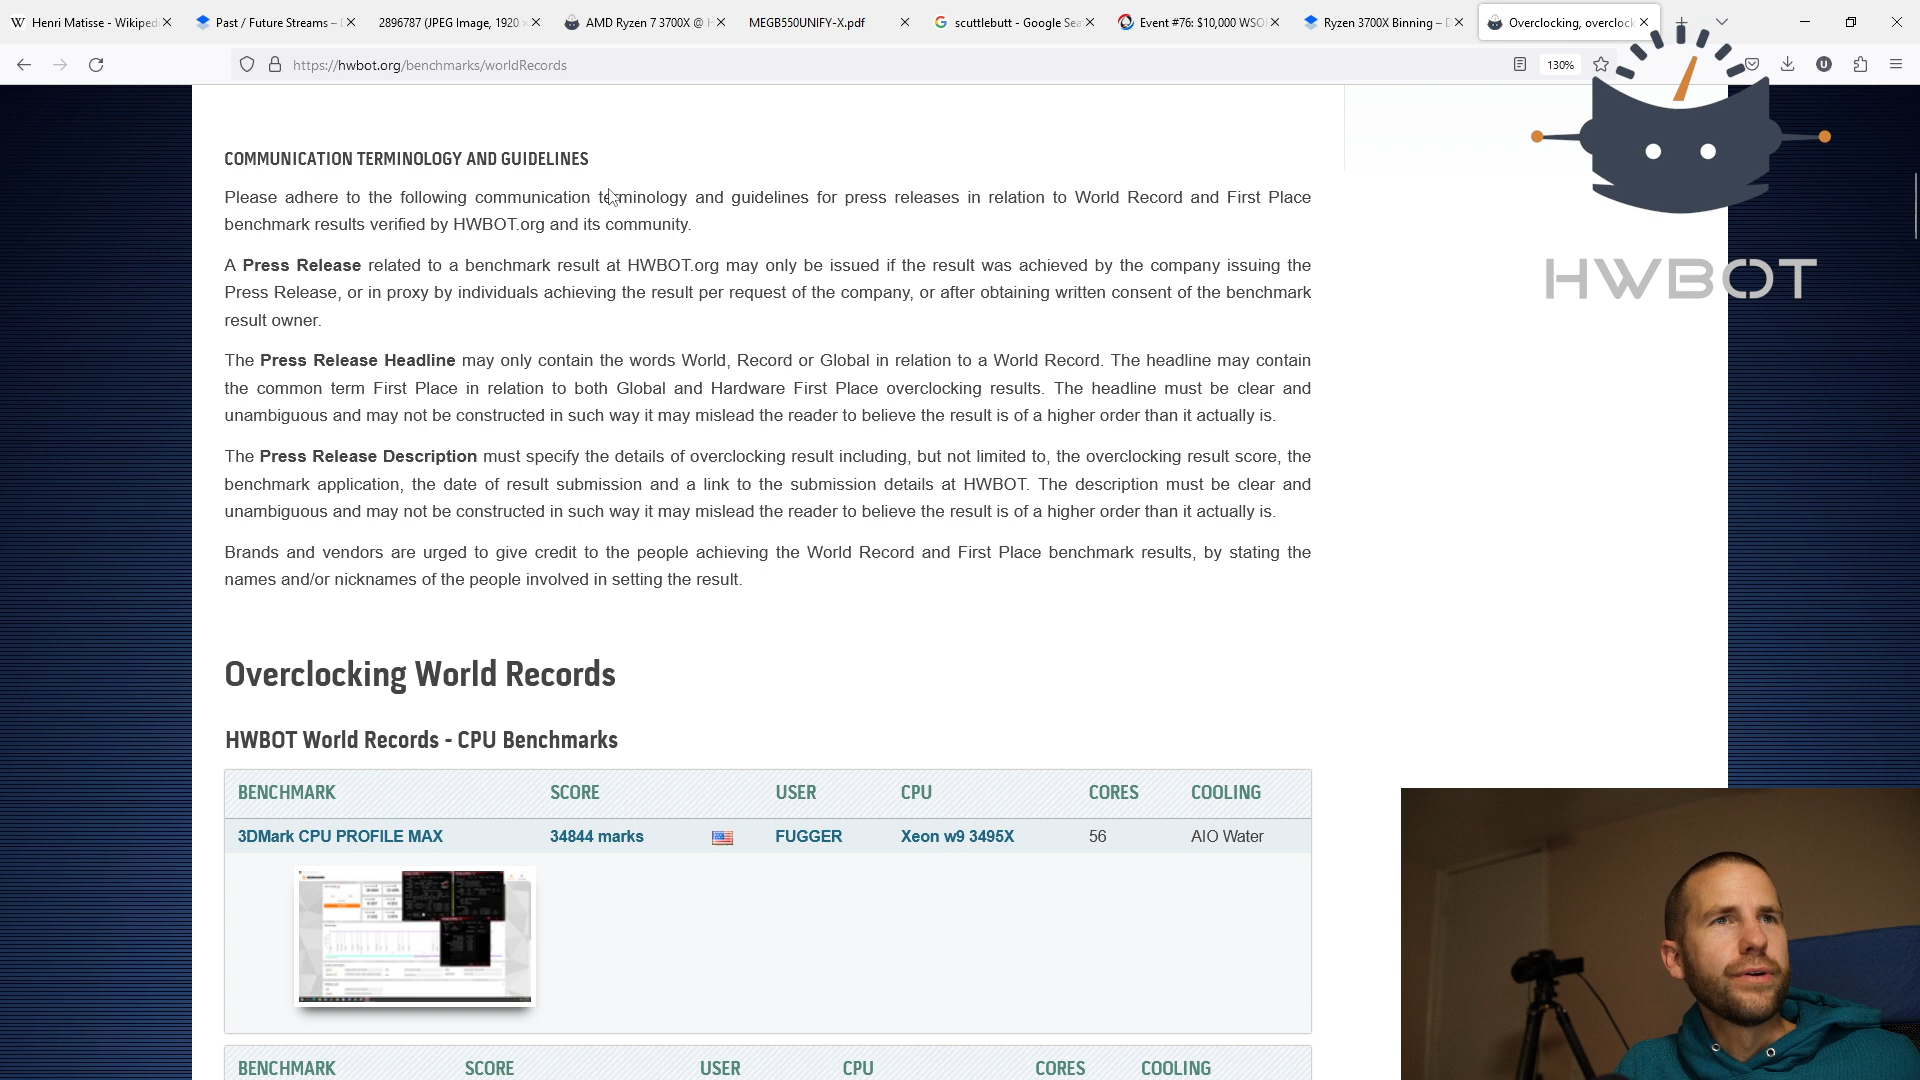 Henri Matisse - Wikiped
Past / Future Streams –
2896787 (JPEG Image, 1920
AMD Ryzen 7 3700X @ H
MEGB550UNIFY-X.pdf
scuttlebutt - Google Sea
Event #76: $10,000 WSO
Ryzen 3700X Binning –
Overclocking, overclock
https://hwbot.org/benchmarks/worldRecords
130%
U
HWBOT
COMMUNICATION TERMINOLOGY AND GUIDELINES
Please adhere to the following communication terminology and guidelines for press releases in relation to World Record and First Place
benchmark results verified by HWBOT.org and its community.
A Press Release related to a benchmark result at HWBOT.org may only be issued if the result was achieved by the company issuing the
Press Release, or in proxy by individuals achieving the result per request of the company, or after obtaining written consent of the benchmark
result owner.
The Press Release Headline may only contain the words World, Record or Global in relation to a World Record. The headline may contain
the common term First Place in relation to both Global and Hardware First Place overclocking results. The headline must be clear and
unambiguous and may not be constructed in such way it may mislead the reader to believe the result is of a higher order than it actually is.
The Press Release Description must specify the details of overclocking result including, but not limited to, the overclocking result score, the
benchmark application, the date of result submission and a link to the submission details at HWBOT. The description must be clear and
unambiguous and may not be constructed in such way it may mislead the reader to believe the result is of a higher order than it actually is.
Brands and vendors are urged to give credit to the people achieving the World Record and First Place benchmark results, by stating the
names and/or nicknames of the people involved in setting the result.
Overclocking World Records
HWBOT World Records - CPU Benchmarks
BENCHMARK SCORE USER CPU CORES COOLING
3DMark CPU PROFILE MAX 34844 marks FUGGER Xeon w9 3495X 56 AIO Water
BENCHMARK SCORE USER CPU CORES COOLING